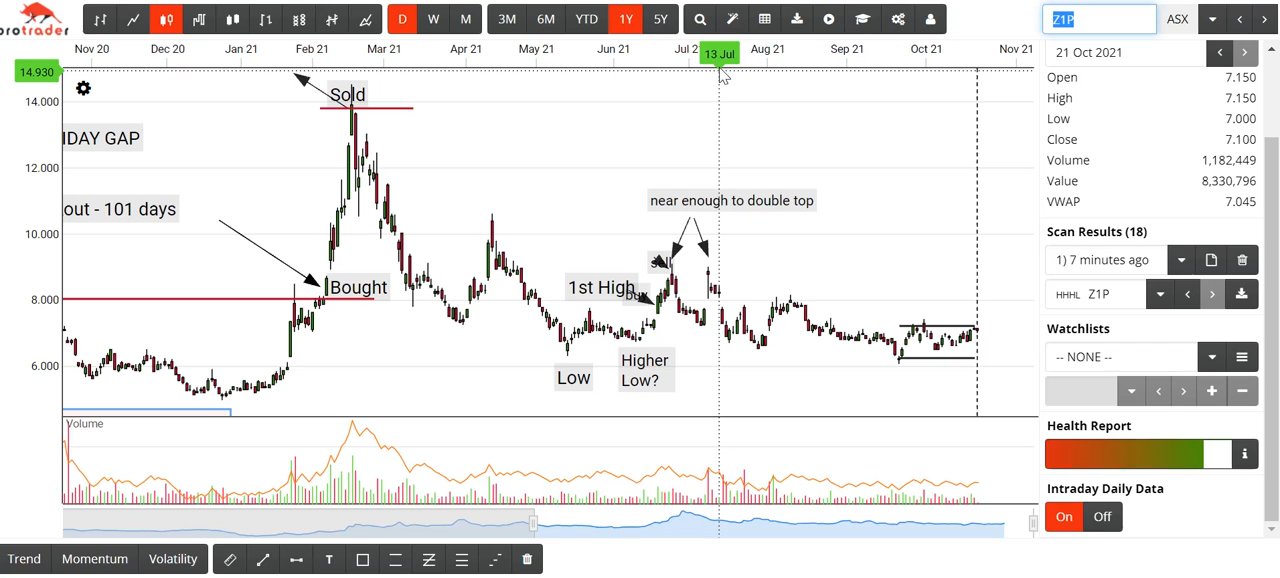 protrader
D
W
M
3M
6M
YTD
1Y
5Y
Z1P
ASX
Nov 20
Dec 20
Jan 21
Feb 21
Mar 21
Apr 21
May 21
Jun 21
Jul 21
13 Jul
Aug 21
Sep 21
Oct 21
Nov 21
14.930
14.000
12.000
10.000
8.000
6.000
Sold
IDAY GAP
out - 101 days
Bought
near enough to double top
1st High
Low
Higher
Low?
Volume
21 Oct 2021
Open 7.150
High 7.150
Low 7.000
Close 7.100
Volume 1,182,449
Value 8,330,796
VWAP 7.045
Scan Results (18)
1) 7 minutes ago
HHHL Z1P
Watchlists
-- NONE --
Health Report
Intraday Daily Data
On
Off
Trend
Momentum
Volatility
T